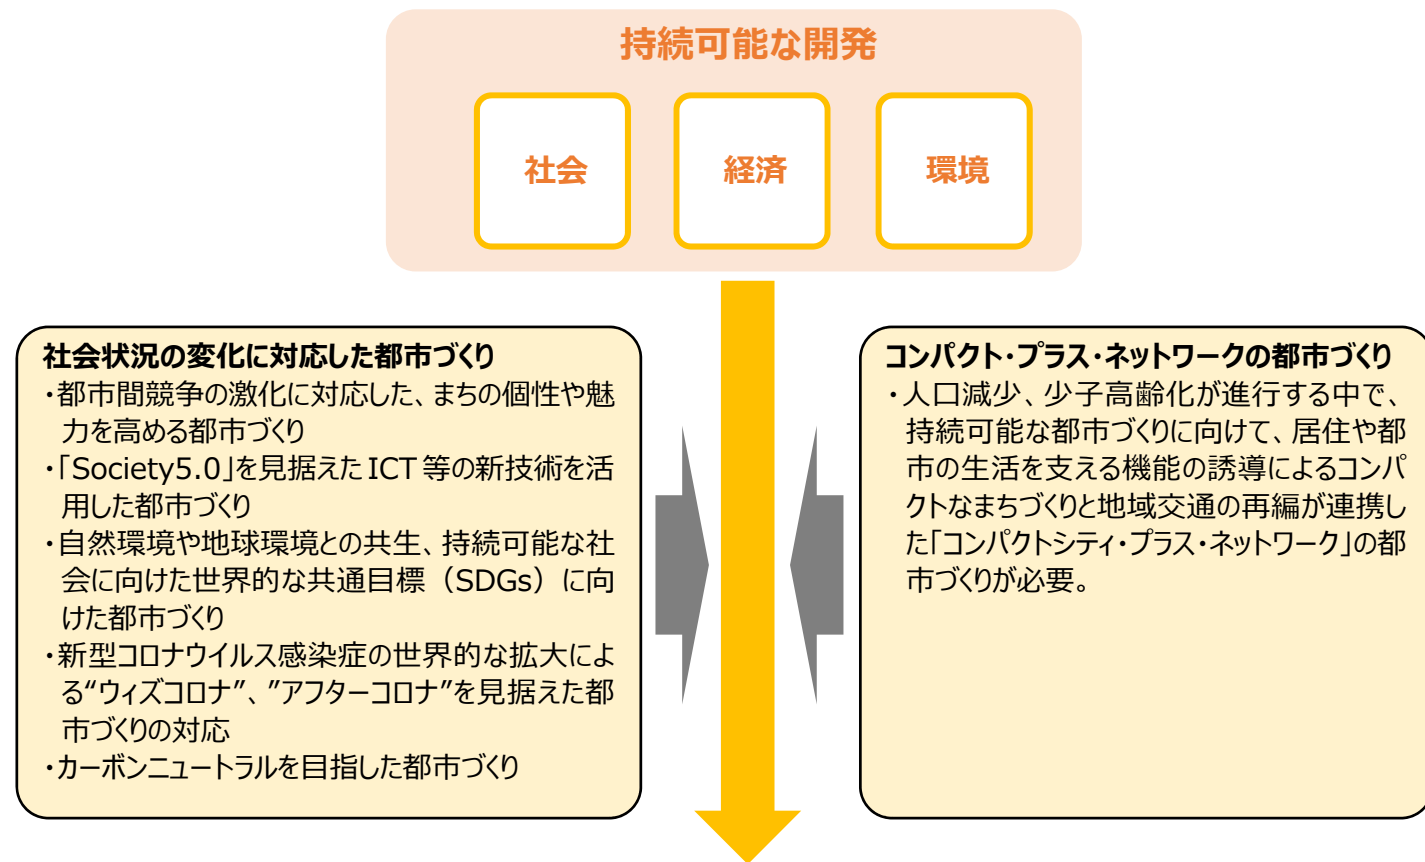 持続可能な開発
社会
経済
環境
社会状況の変化に対応した都市づくり
・都市間競争の激化に対応した、まちの個性や魅
力を高める都市づくり
・「Society5.0」を見据えたICT等の新技術を活
用した都市づくり
・自然環境や地球環境との共生、持続可能な社
会に向けた世界的な共通目標（SDGs）に向
けた都市づくり
・新型コロナウイルス感染症の世界的な拡大によ
る“ウィズコロナ”、”アフターコロナ”を見据えた都
市づくりの対応
・カーボンニュートラルを目指した都市づくり
コンパクト・プラス・ネットワークの都市づくり
・人口減少、少子高齢化が進行する中で、
持続可能な都市づくりに向けて、居住や都
市の生活を支える機能の誘導によるコンパ
クトなまちづくりと地域交通の再編が連携し
た「コンパクトシティ・プラス・ネットワーク」の都
市づくりが必要。